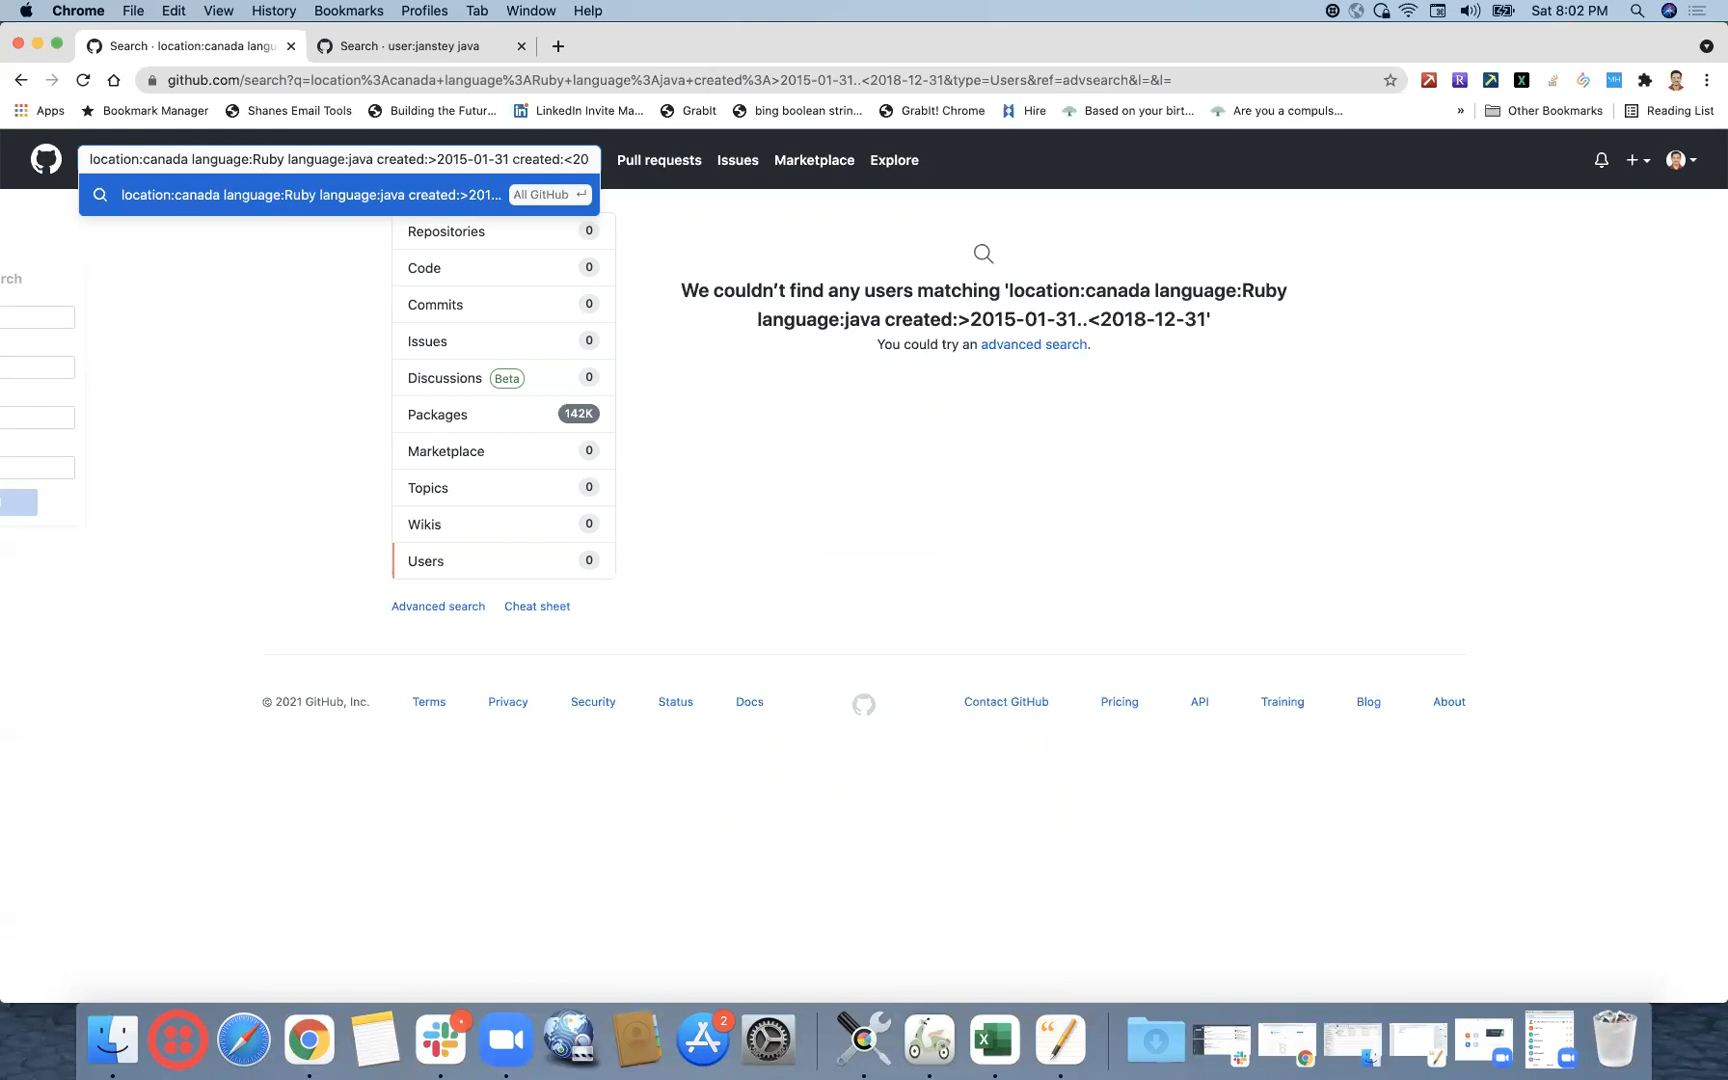 Chrome File Edit View History Bookmarks Profiles Tab Window Help Sat 8:02 PM
Search · location:canada langu Search · user:janstey java
github.com/search?q=location%3Acanada+language%3ARuby+language%3Ajava+created%3A>2015-01-31..<2018-12-31&type=Users&ref=advsearch&l=&l=
Apps Bookmark Manager Shanes Email Tools Building the Futur... LinkedIn Invite Ma... GrabIt bing boolean strin... GrabIt! Chrome Hire Based on your birt... Are you a compuls... » Other Bookmarks Reading List
location:canada language:Ruby language:java created:>2015-01-31 created:<20 Pull requests Issues Marketplace Explore
location:canada language:Ruby language:java created:>201... All GitHub
Repositories 0
Code 0
Commits 0
Issues 0
Discussions Beta 0
Packages 142K
Marketplace 0
Topics 0
Wikis 0
Users 0
Advanced search Cheat sheet
rch
We couldn't find any users matching 'location:canada language:Ruby
language:java created:>2015-01-31..<2018-12-31'
You could try an advanced search.
© 2021 GitHub, Inc. Terms Privacy Security Status Docs Contact GitHub Pricing API Training Blog About
2